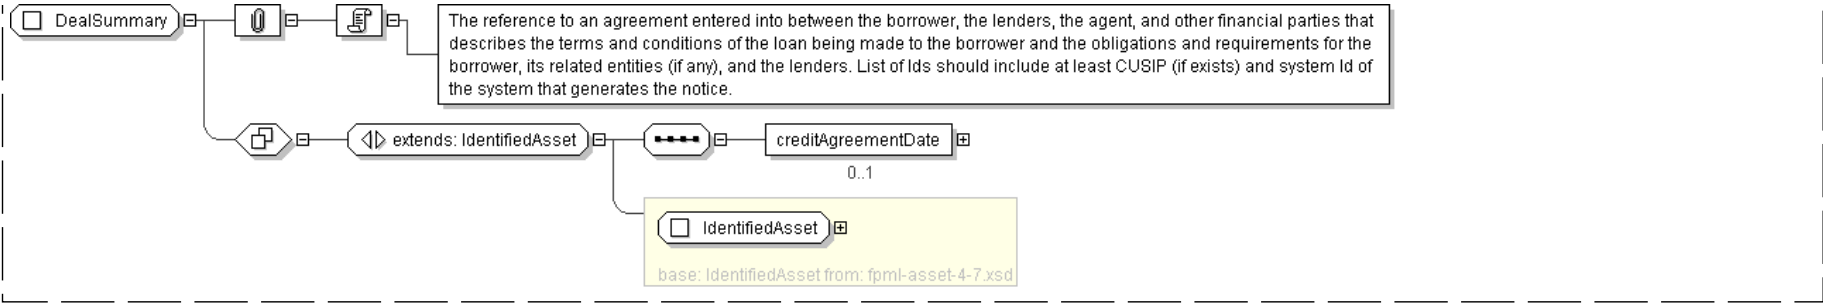 DealSummary
The reference to an agreement entered into between the borrower, the lenders, the agent, and other financial parties that
describes the terms and conditions of the loan being made to the borrower and the obligations and requirements for the
borrower, its related entities (if any), and the lenders. List of Ids should include at least CUSIP (if exists) and system Id of
the system that generates the notice.
extends: IdentifiedAsset
creditAgreementDate
0..1
IdentifiedAsset
base: IdentifiedAsset from: fpml-asset-4-7.xsd